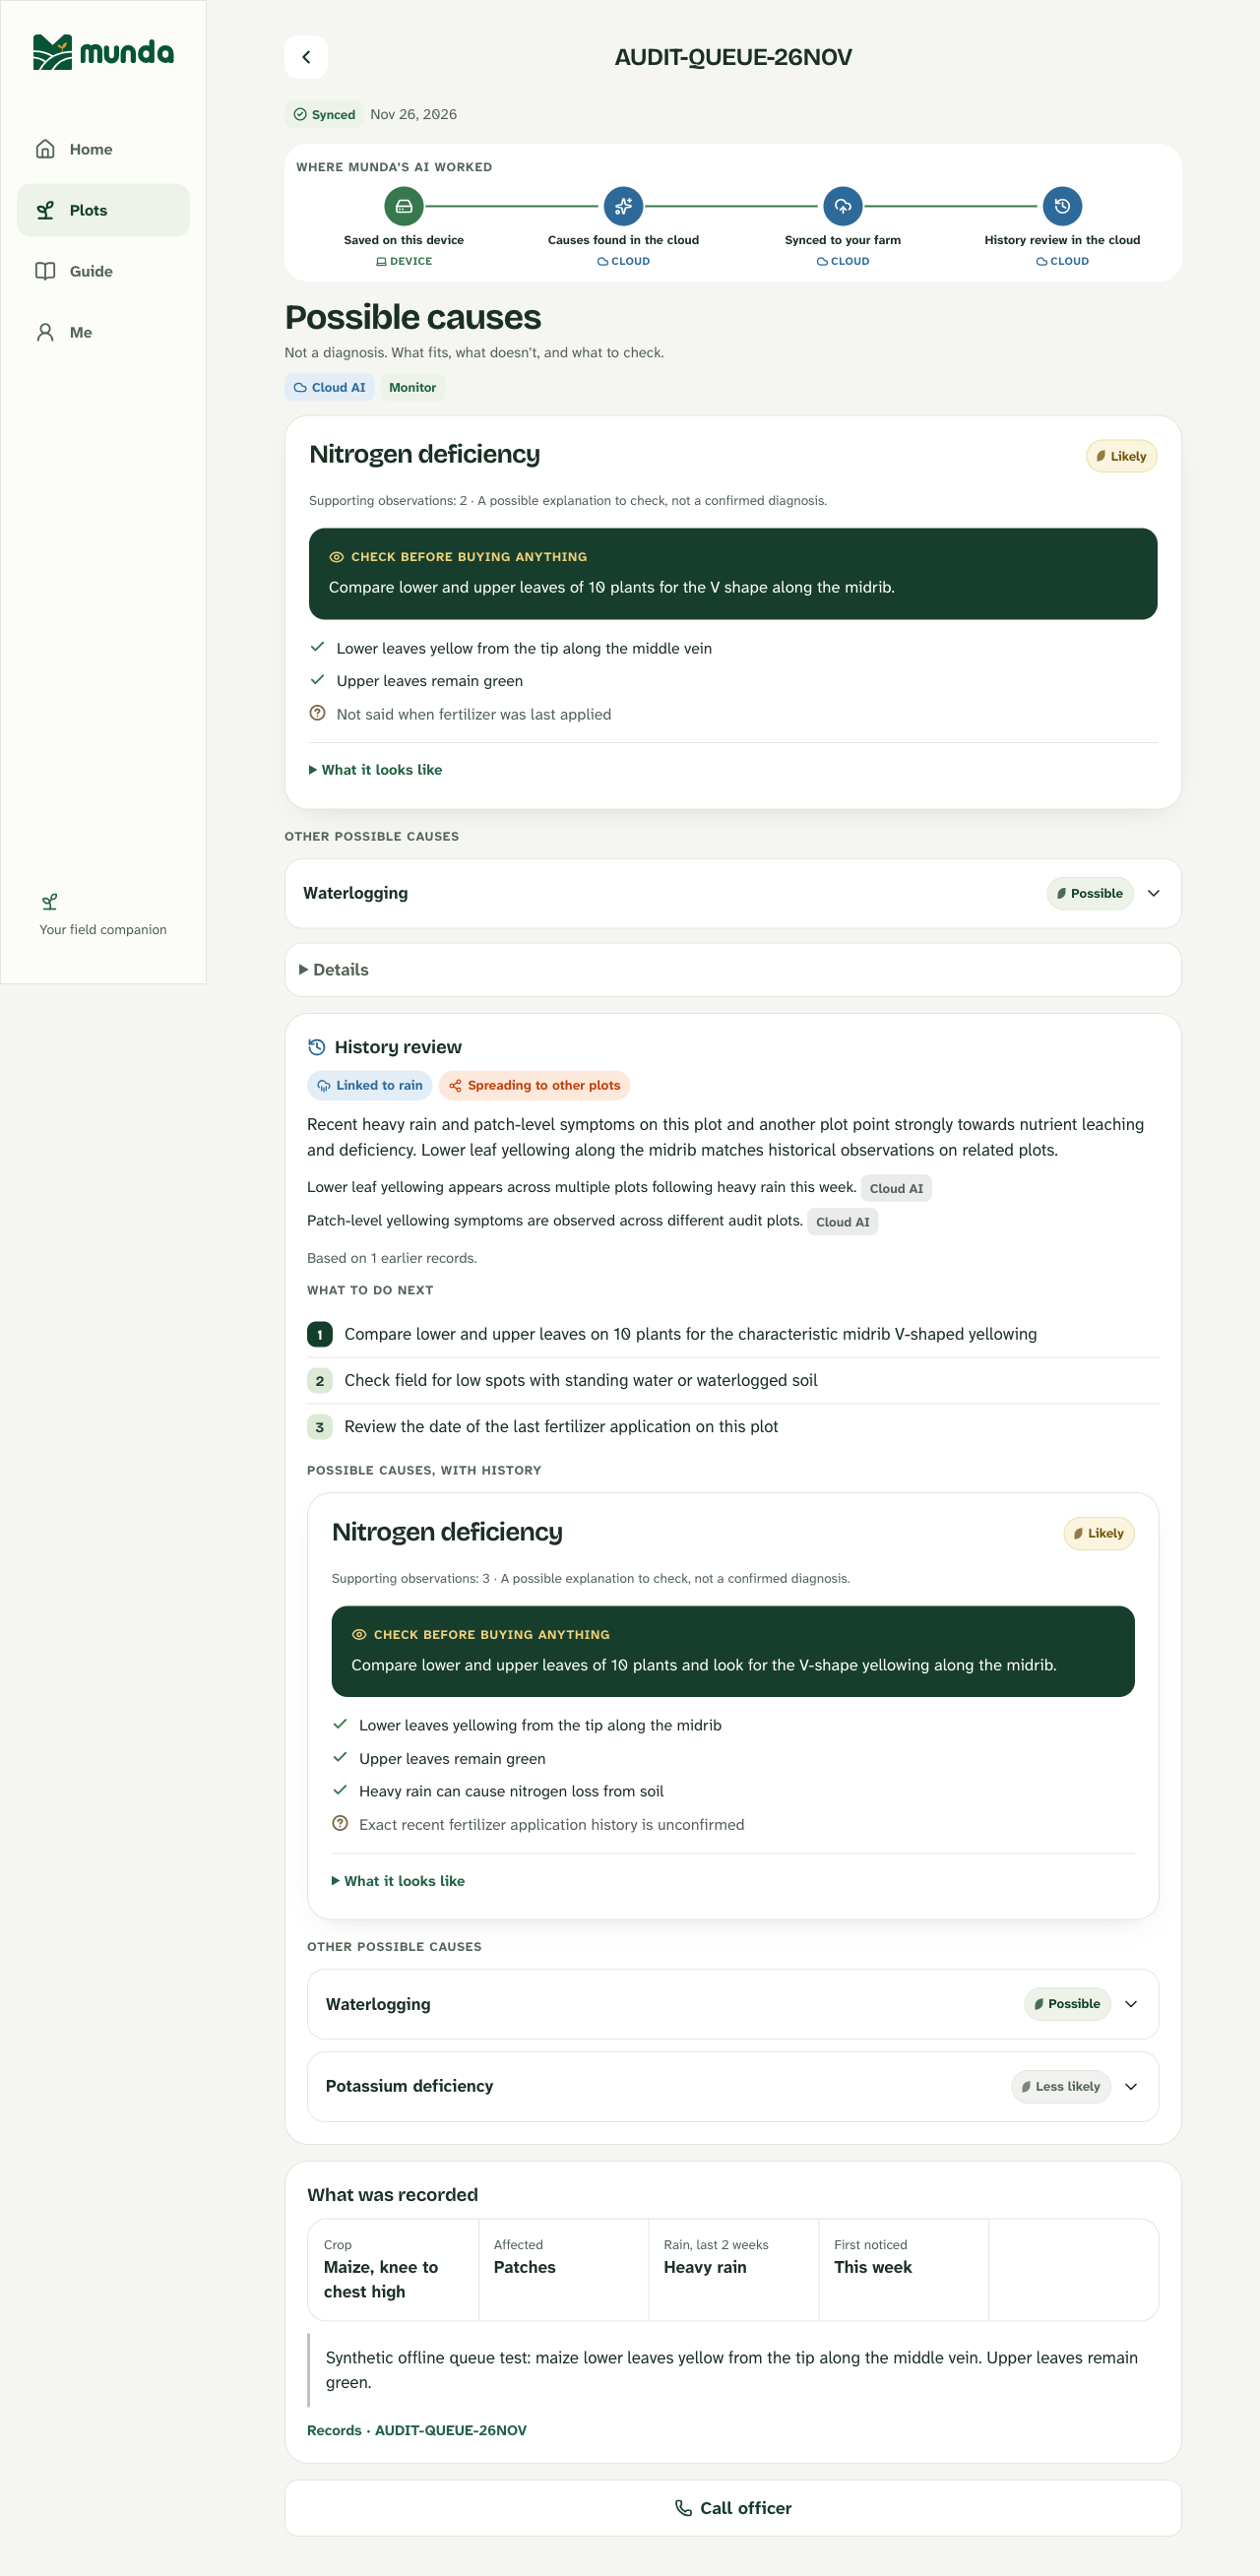 munda
Home
Plots
Guide
Me
Your field companion
AUDIT-QUEUE-26NOV
Synced Nov 26, 2026
WHERE MUNDA'S AI WORKED
Saved on this device
DEVICE
Causes found in the cloud
CLOUD
Synced to your farm
CLOUD
History review in the cloud
CLOUD
Possible causes
Not a diagnosis. What fits, what doesn't, and what to check.
Cloud AI Monitor
Nitrogen deficiency
Likely
Supporting observations: 2 · A possible explanation to check, not a confirmed diagnosis.
CHECK BEFORE BUYING ANYTHING
Compare lower and upper leaves of 10 plants for the V shape along the midrib.
Lower leaves yellow from the tip along the middle vein
Upper leaves remain green
Not said when fertilizer was last applied
What it looks like
OTHER POSSIBLE CAUSES
Waterlogging
Possible
Details
History review
Linked to rain Spreading to other plots
Recent heavy rain and patch-level symptoms on this plot and another plot point strongly towards nutrient leaching
and deficiency. Lower leaf yellowing along the midrib matches historical observations on related plots.
Lower leaf yellowing appears across multiple plots following heavy rain this week. Cloud AI
Patch-level yellowing symptoms are observed across different audit plots. Cloud AI
Based on 1 earlier records.
WHAT TO DO NEXT
1 Compare lower and upper leaves on 10 plants for the characteristic midrib V-shaped yellowing
2 Check field for low spots with standing water or waterlogged soil
3 Review the date of the last fertilizer application on this plot
POSSIBLE CAUSES, WITH HISTORY
Nitrogen deficiency
Likely
Supporting observations: 3 · A possible explanation to check, not a confirmed diagnosis.
CHECK BEFORE BUYING ANYTHING
Compare lower and upper leaves of 10 plants and look for the V-shape yellowing along the midrib.
Lower leaves yellowing from the tip along the midrib
Upper leaves remain green
Heavy rain can cause nitrogen loss from soil
Exact recent fertilizer application history is unconfirmed
What it looks like
OTHER POSSIBLE CAUSES
Waterlogging
Possible
Potassium deficiency
Less likely
What was recorded
Crop
Maize, knee to
chest high
Affected
Patches
Rain, last 2 weeks
Heavy rain
First noticed
This week
Synthetic offline queue test: maize lower leaves yellow from the tip along the middle vein. Upper leaves remain
green.
Records · AUDIT-QUEUE-26NOV
Call officer